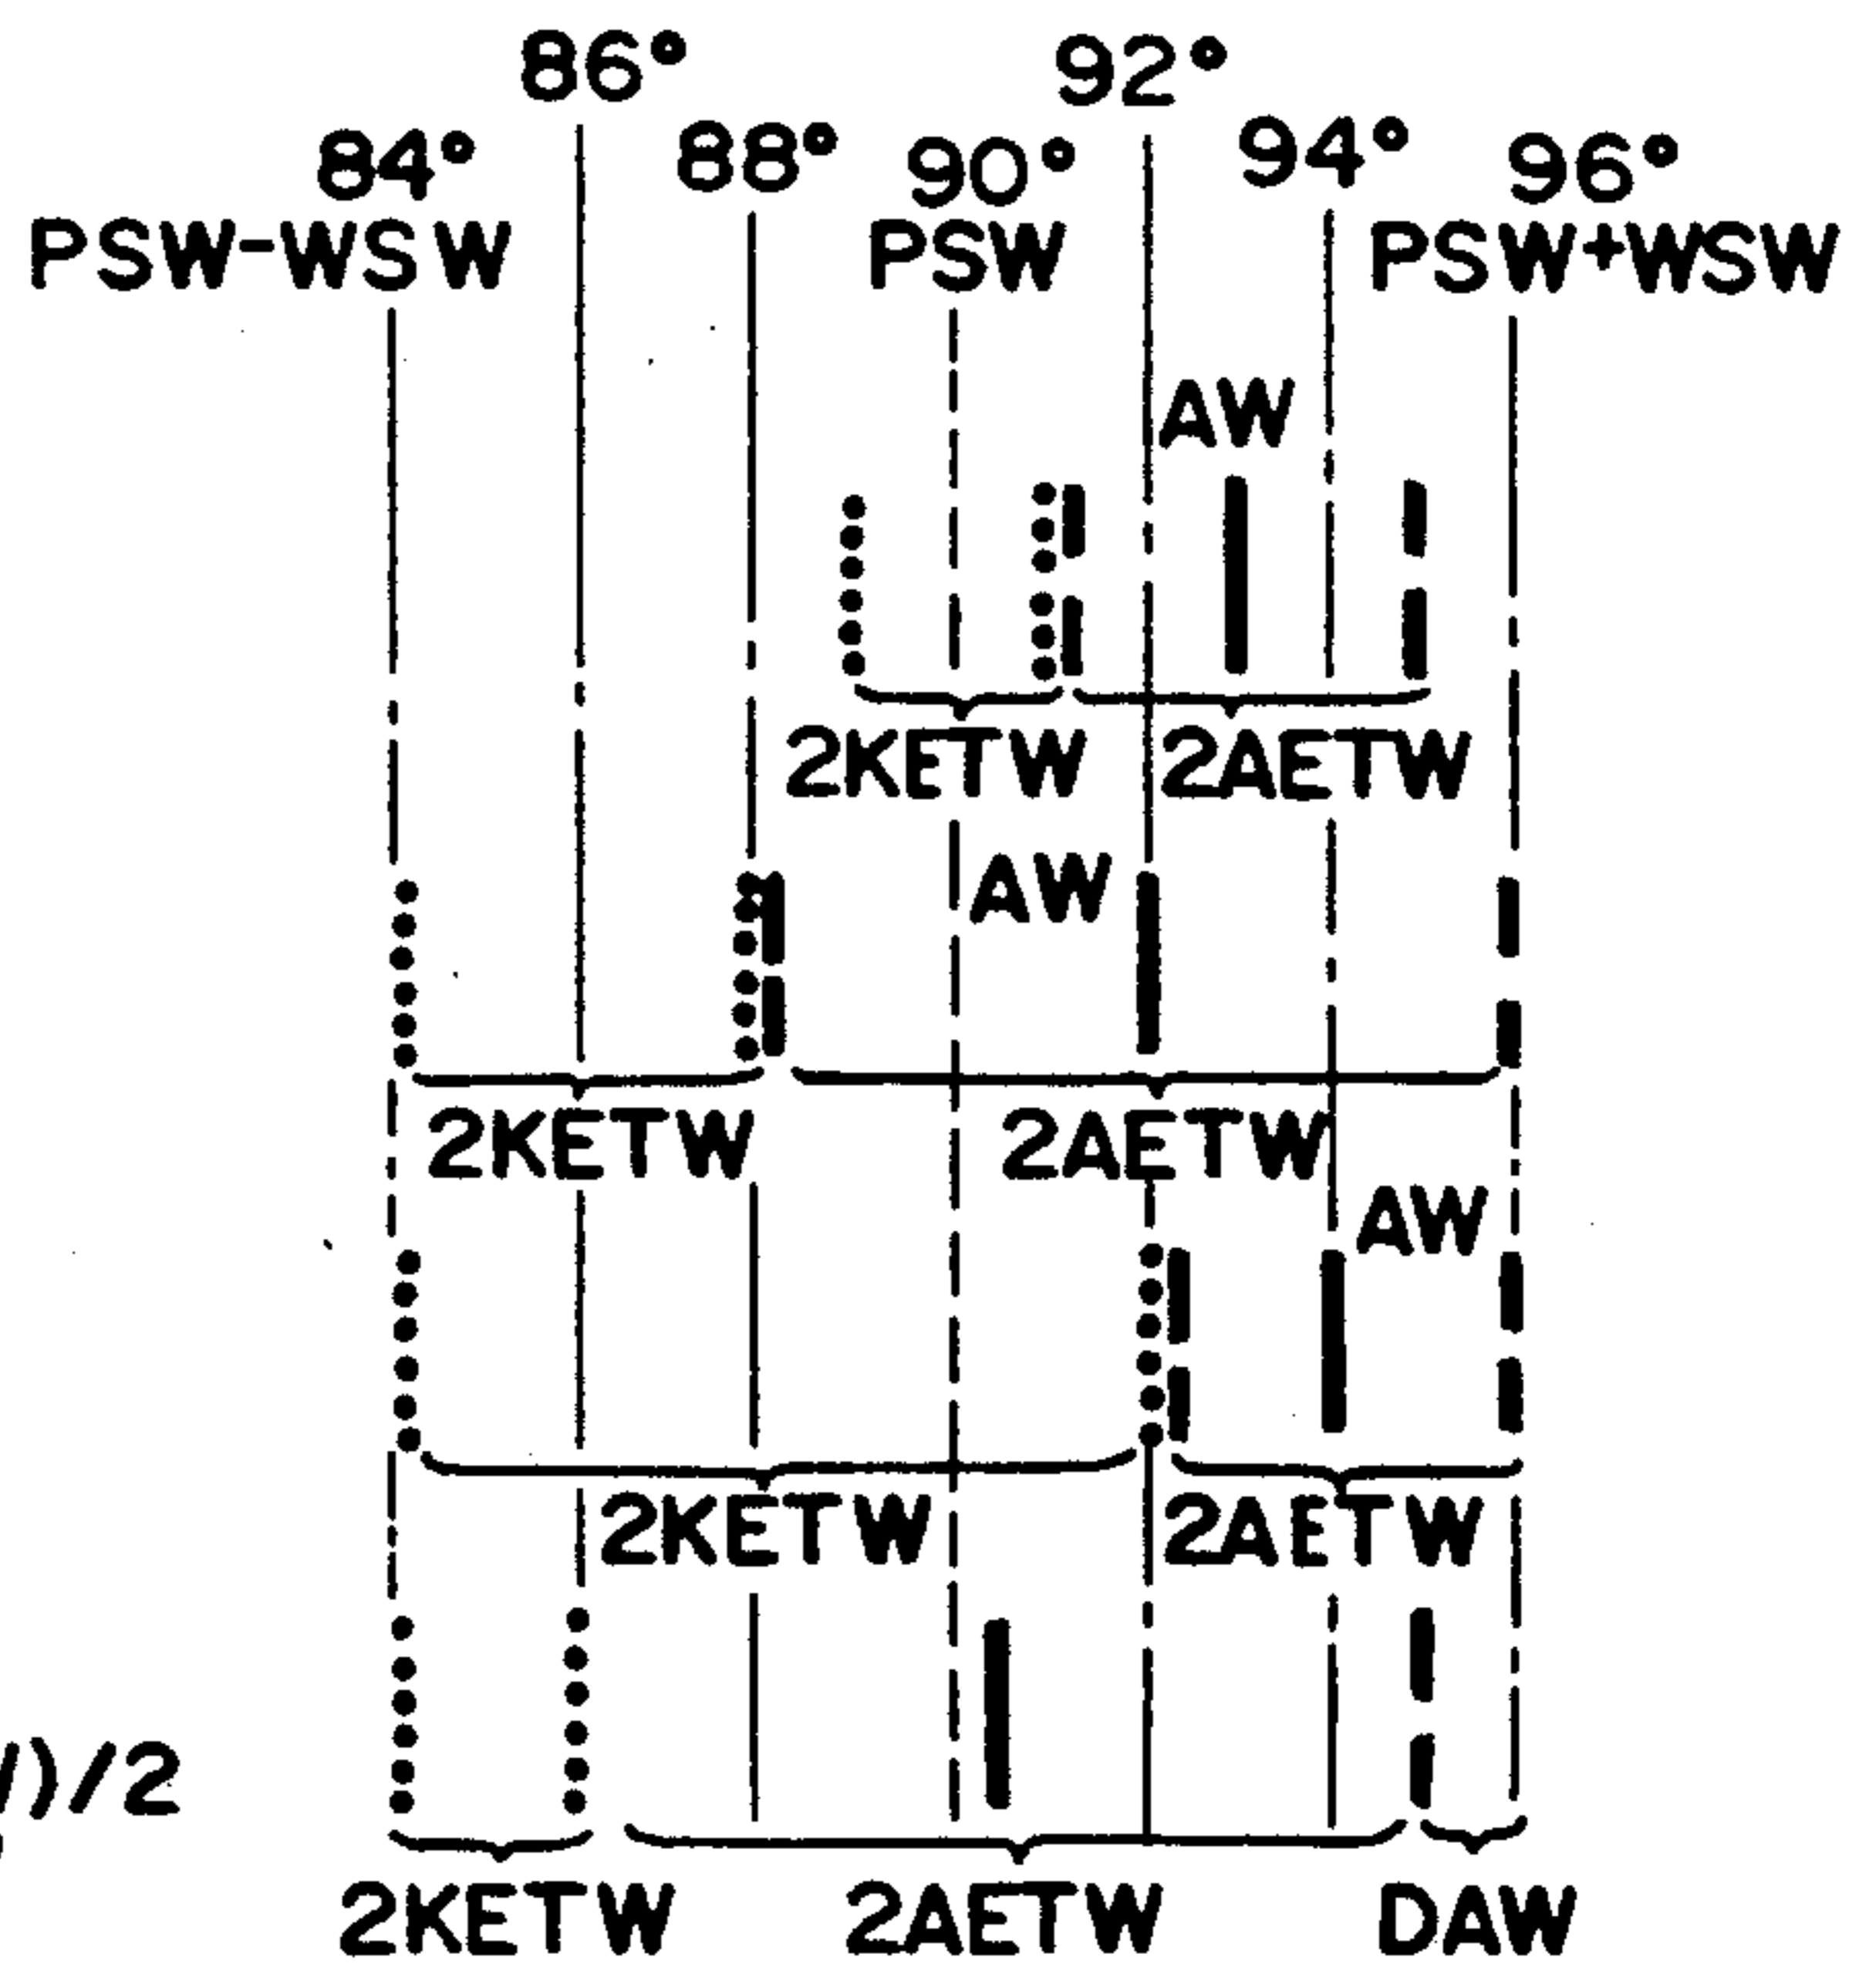 86° 92°
84° 88° 90° 94° 96°
PSW-WSW PSW PSW+WSW
AW
2KETW 2AETW
AW
2KETW 2AETW
AW
2KETW 2AETW
)/2
2KETW 2AETW DAW